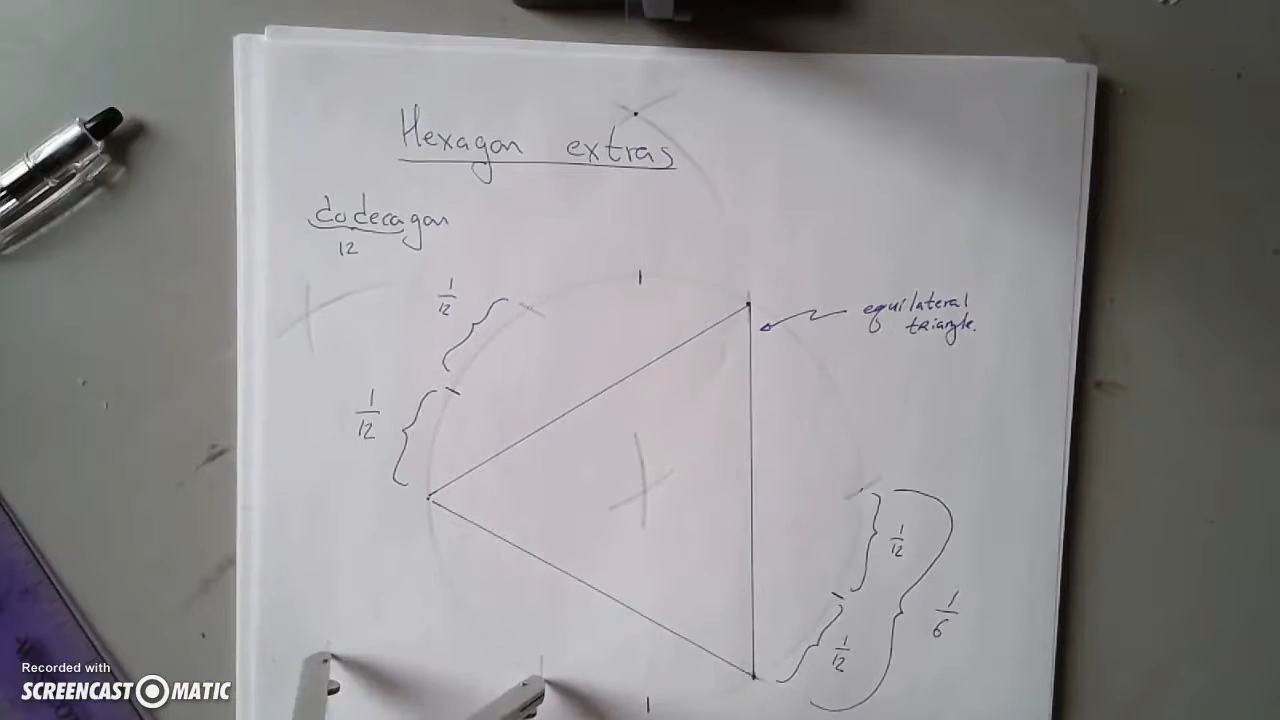 Hexagon extras
dodecagon
12
1/12
equilateral
triangle.
1/12
1/12
1/6
1/12
Recorded with
SCREENCAST MATIC